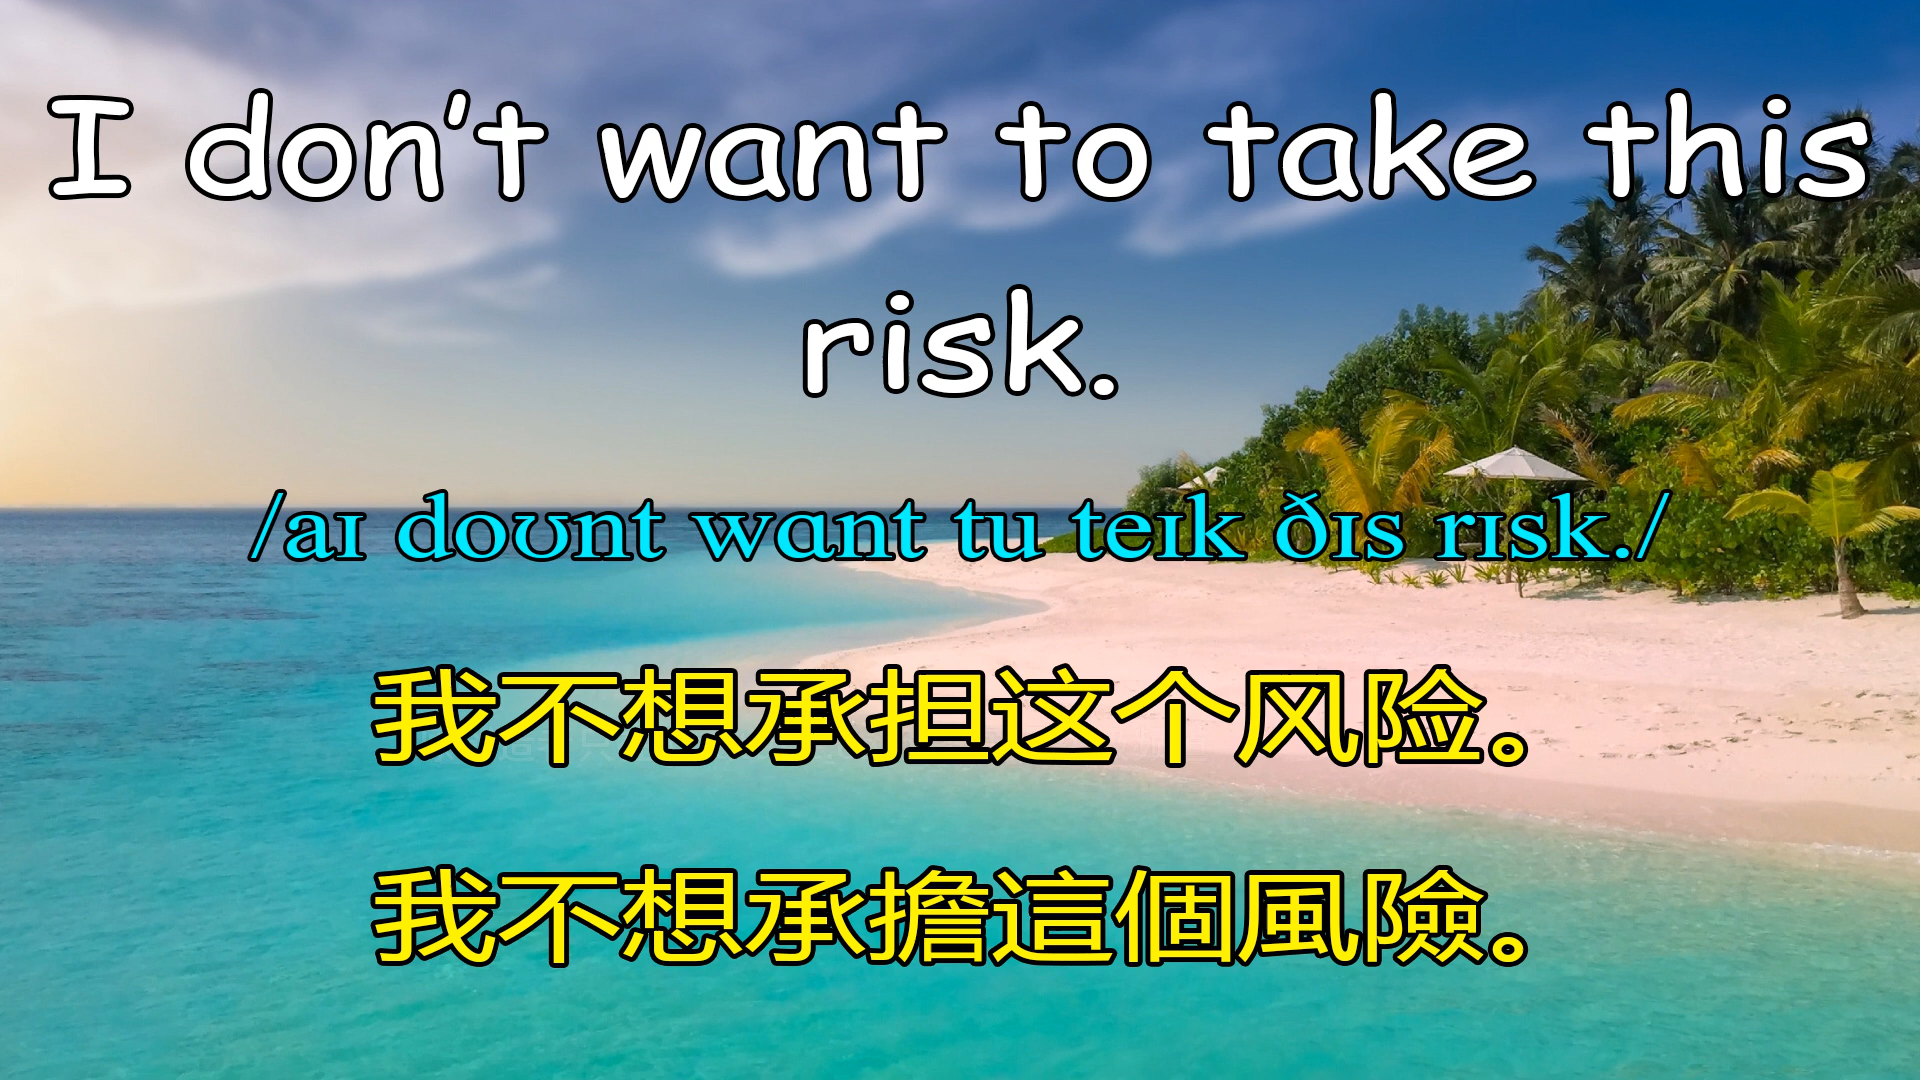 I don’t want to take this
risk.
/aɪ doʊnt wɑnt tu teɪk ðɪs rɪsk./
我不想承担这个风险。
我不想承擔這個風險。